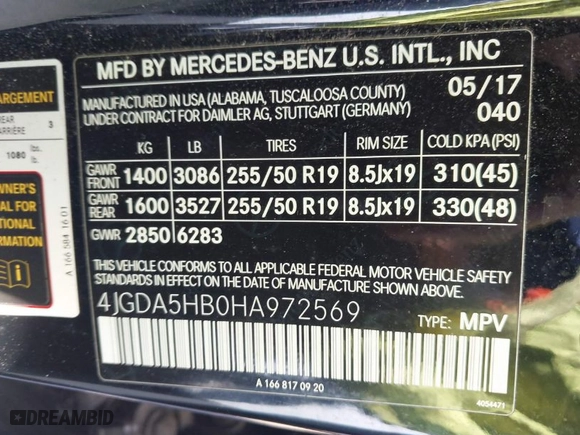 MFD BY MERCEDES-BENZ U.S. INTL., INC
MANUFACTURED IN USA (ALABAMA, TUSCALOOSA COUNTY)
UNDER CONTRACT FOR DAIMLER AG, STUTTGART (GERMANY)
05/17
040
KG LB TIRES RIM SIZE COLD KPA(PSI)
GAWR FRONT 1400 3086 255/50 R19 8.5Jx19 310(45)
GAWR REAR 1600 3527 255/50 R19 8.5Jx19 330(48)
GVWR 2850 6283
THIS VEHICLE CONFORMS TO ALL APPLICABLE FEDERAL MOTOR VEHICLE SAFETY
STANDARDS IN EFFECT ON THE DATE OF MANUFACTURE SHOWN ABOVE.
4JGDA5HB0HA972569
TYPE: MPV
A 166 817 09 20
4054471
ARGEMENT
REAR
ARRIÈRE 3
1080 lbs.
lb.
WNER'S
AL FOR
TIONAL
RMATION
A 166 584 16 01
DREAMBID